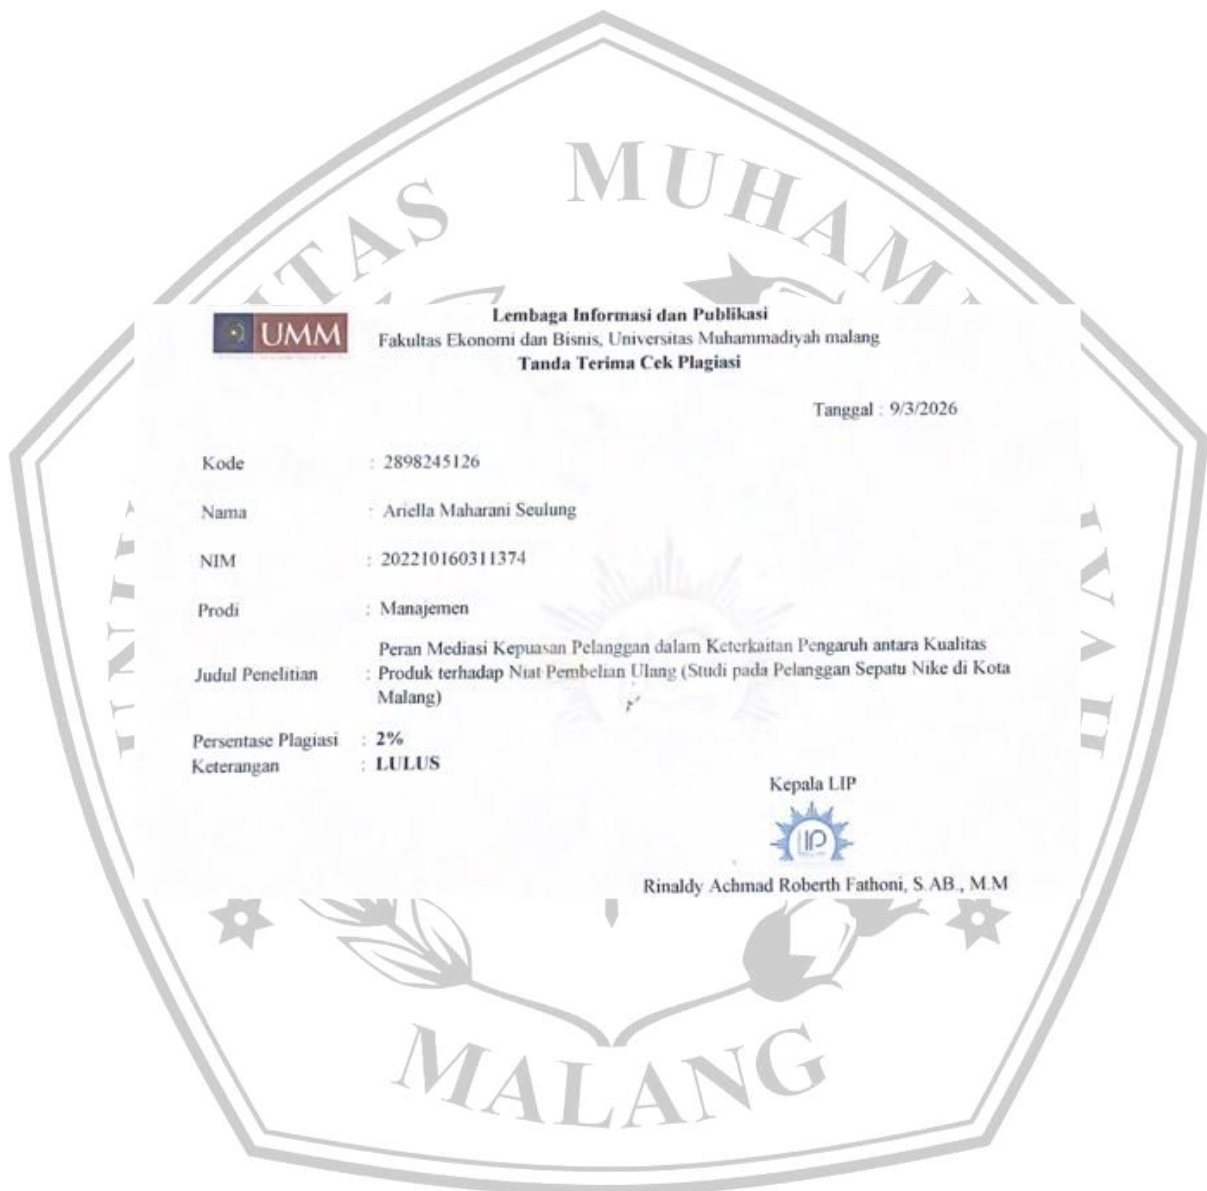 UNIVERSITAS MUHAMMADIYAH
UMM
Lembaga Informasi dan Publikasi
Fakultas Ekonomi dan Bisnis, Universitas Muhammadiyah malang
Tanda Terima Cek Plagiasi
Tanggal : 9/3/2026
Kode : 2898245126
Nama : Ariella Maharani Seulung
NIM : 202210160311374
Prodi : Manajemen
Peran Mediasi Kepuasan Pelanggan dalam Keterkaitan Pengaruh antara Kualitas
Judul Penelitian : Produk terhadap Niat Pembelian Ulang (Studi pada Pelanggan Sepatu Nike di Kota
Malang)
Persentase Plagiasi : 2%
Keterangan : LULUS
Kepala LIP
LIP
Rinaldy Achmad Roberth Fathoni, S.AB., M.M
MALANG